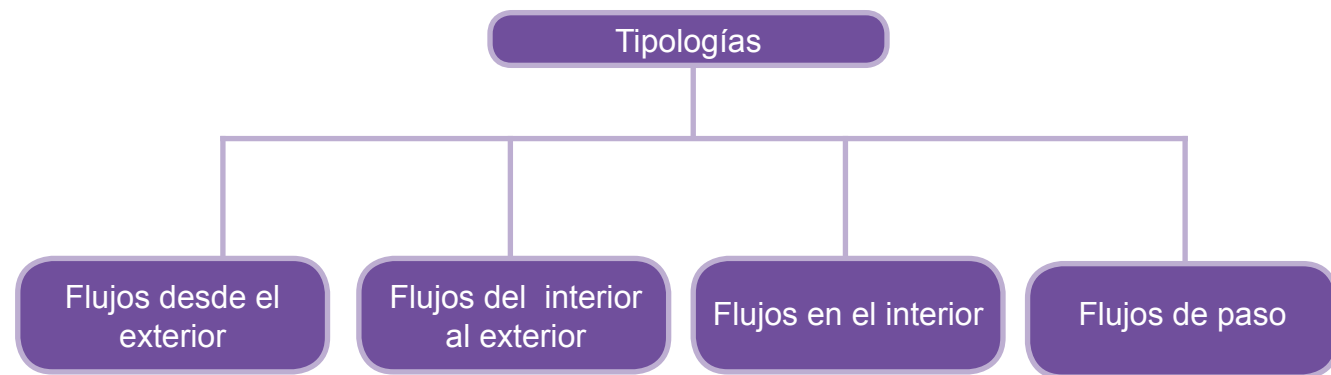 Tipologías
Flujos desde el
exterior
Flujos del interior
al exterior
Flujos en el interior
Flujos de paso